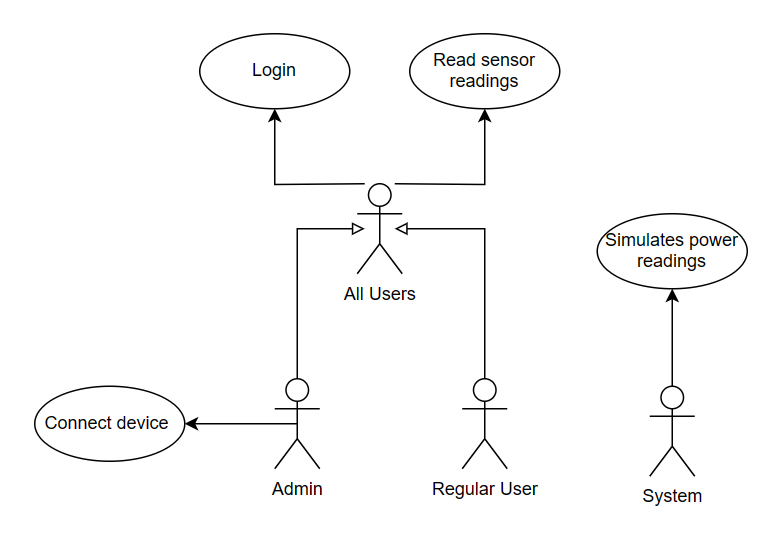 Login
Read sensor
readings
All Users
Simulates power
readings
Connect device
Admin
Regular User
System